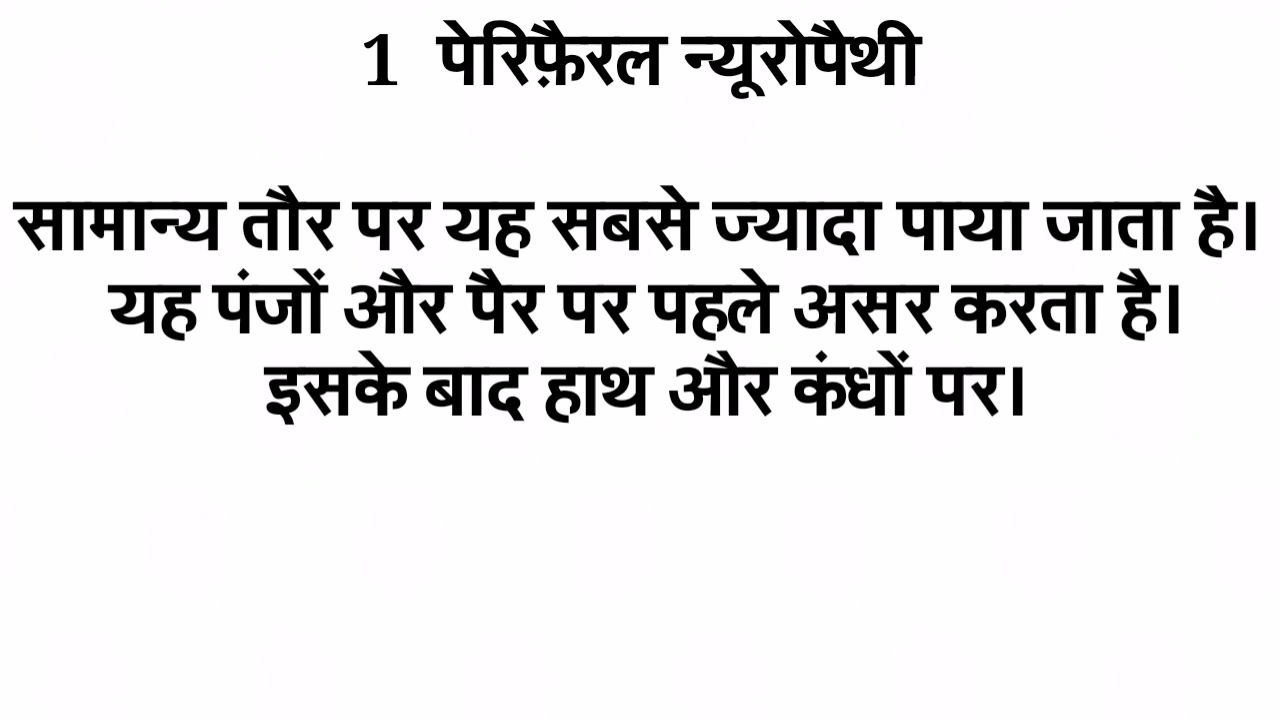 1 पेरिफ़ैरल न्यूरोपैथी
सामान्य तौर पर यह सबसे ज्यादा पाया जाता है।
यह पंजों और पैर पर पहले असर करता है।
इसके बाद हाथ और कंधों पर।